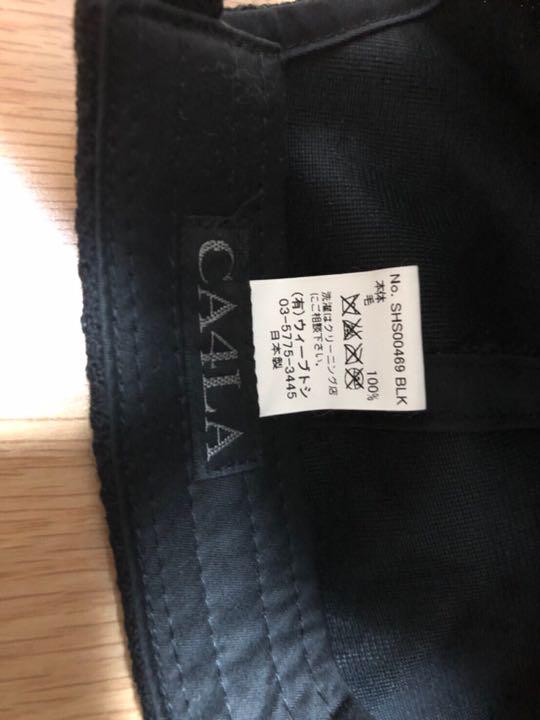 CA4LA
No. SHS00469 BLK
本体
毛 100%
洗濯はクリーニング店
にご相談下さい。
(有)ウィーブトシ
03-5775-3445
日本製